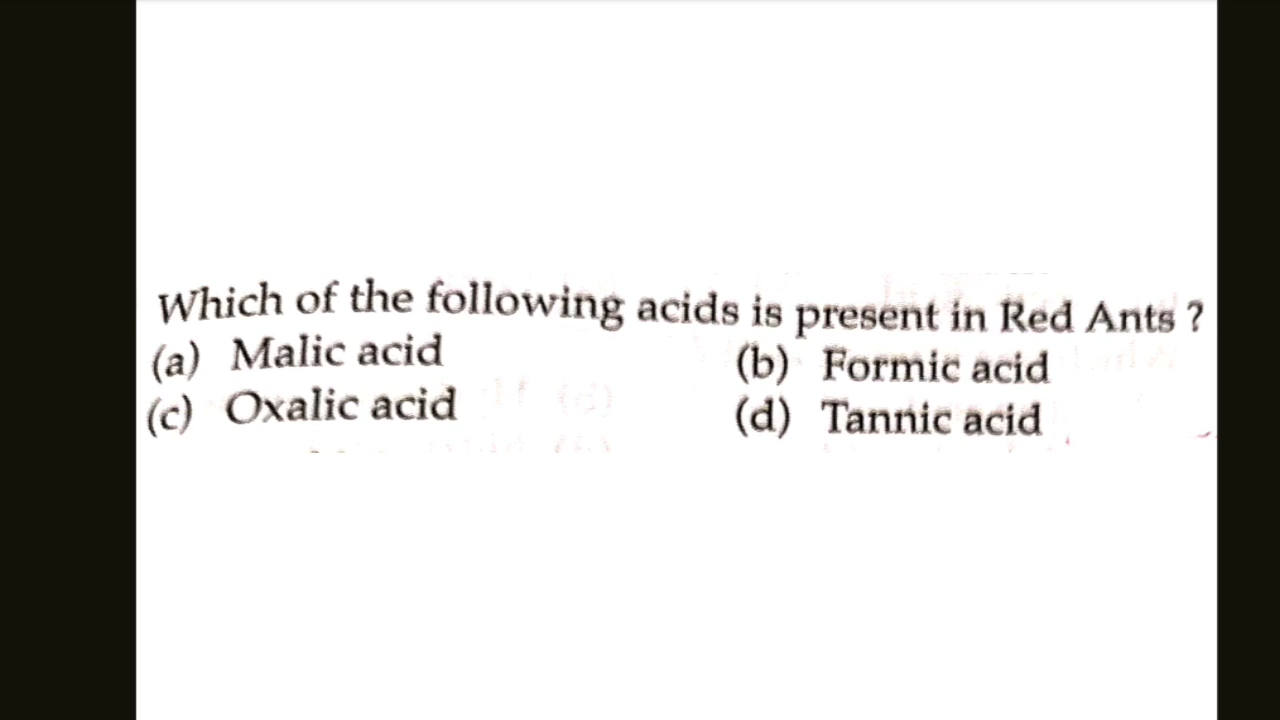 Which of the following acids is present in Red Ants ?
(a) Malic acid (b) Formic acid
(c) Oxalic acid (d) Tannic acid